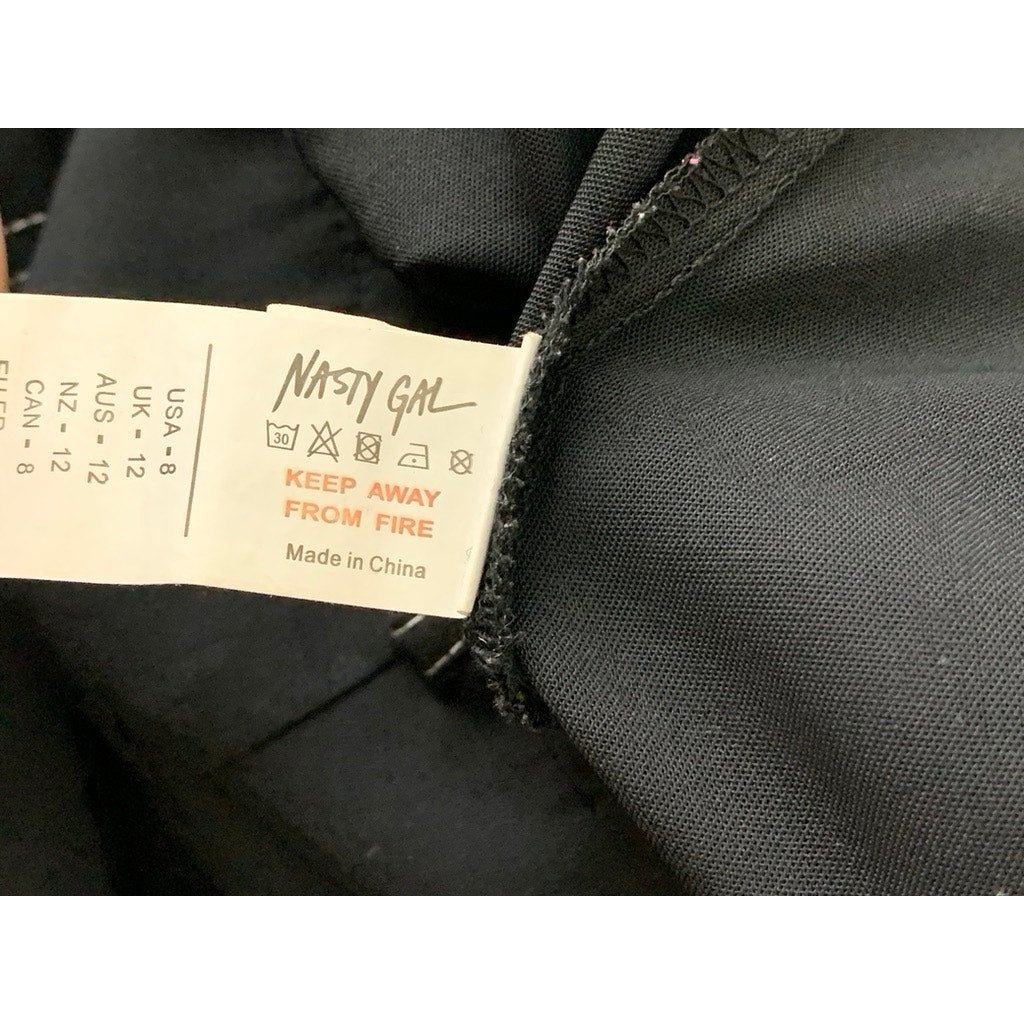 NASTY GAL
30
KEEP AWAY
FROM FIRE
Made in China
USA - 8
UK - 12
AUS - 12
NZ - 12
CAN - 8